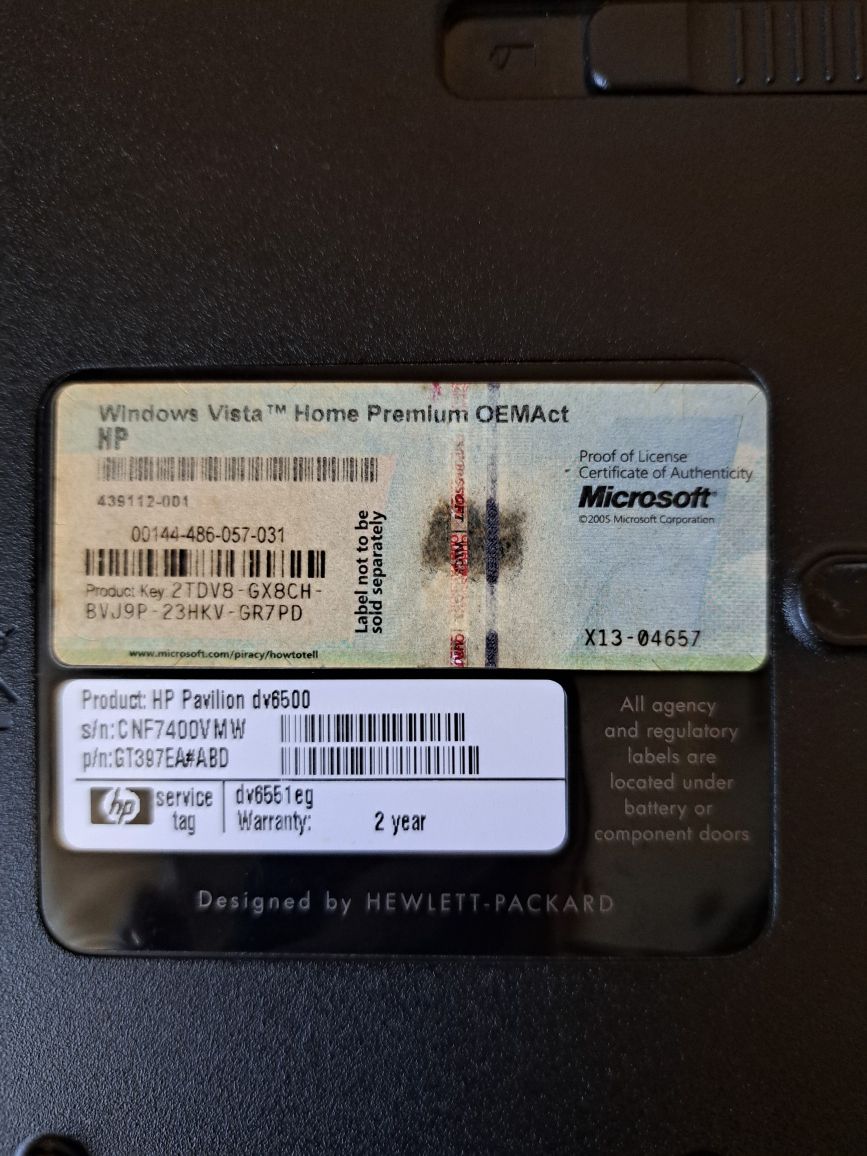 Windows Vista™ Home Premium OEMAct
HP
439112-001
00144-486-057-031
Product Key: 2TDV8-GX8CH-
BVJ9P-23HKV-GR7PD
www.microsoft.com/piracy/howtotell
Label not to be
sold separately
Proof of License
Certificate of Authenticity
Microsoft®
©2005 Microsoft Corporation
X13-04657
Product: HP Pavilion dv6500
s/n:CNF7400VMW
p/n:GT397EA#ABD
hp
service
tag
dv6551eg
Warranty: 2 year
All agency
and regulatory
labels are
located under
battery or
component doors
Designed by HEWLETT-PACKARD